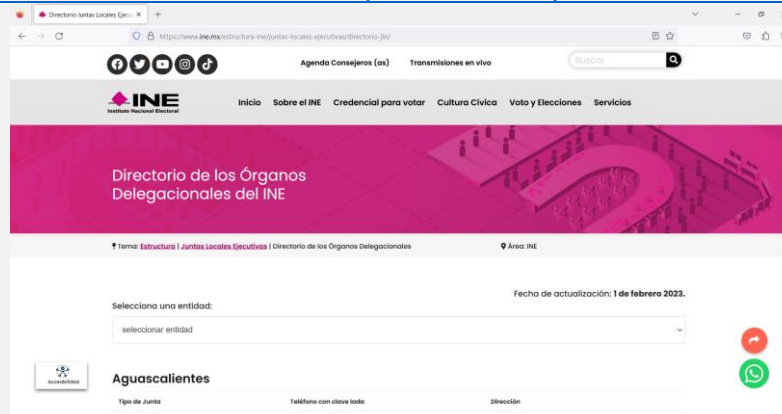 Directorio Juntas Locales Ejecu
https://www.ine.mx/estructura-ine/juntas-locales-ejecutivas/directorio-jle/
Agenda Consejeros (as) Transmisiones en vivo Buscar
INE
Instituto Nacional Electoral
Inicio Sobre el INE Credencial para votar Cultura Cívica Voto y Elecciones Servicios
Directorio de los Órganos
Delegacionales del INE
Tema: Estructura | Juntas Locales Ejecutivas | Directorio de los Órganos Delegacionales Área: INE
Fecha de actualización: 1 de febrero 2023.
Selecciona una entidad:
seleccionar entidad
Accesibilidad
Aguascalientes
Tipo de Junta Teléfono con clave lada Dirección